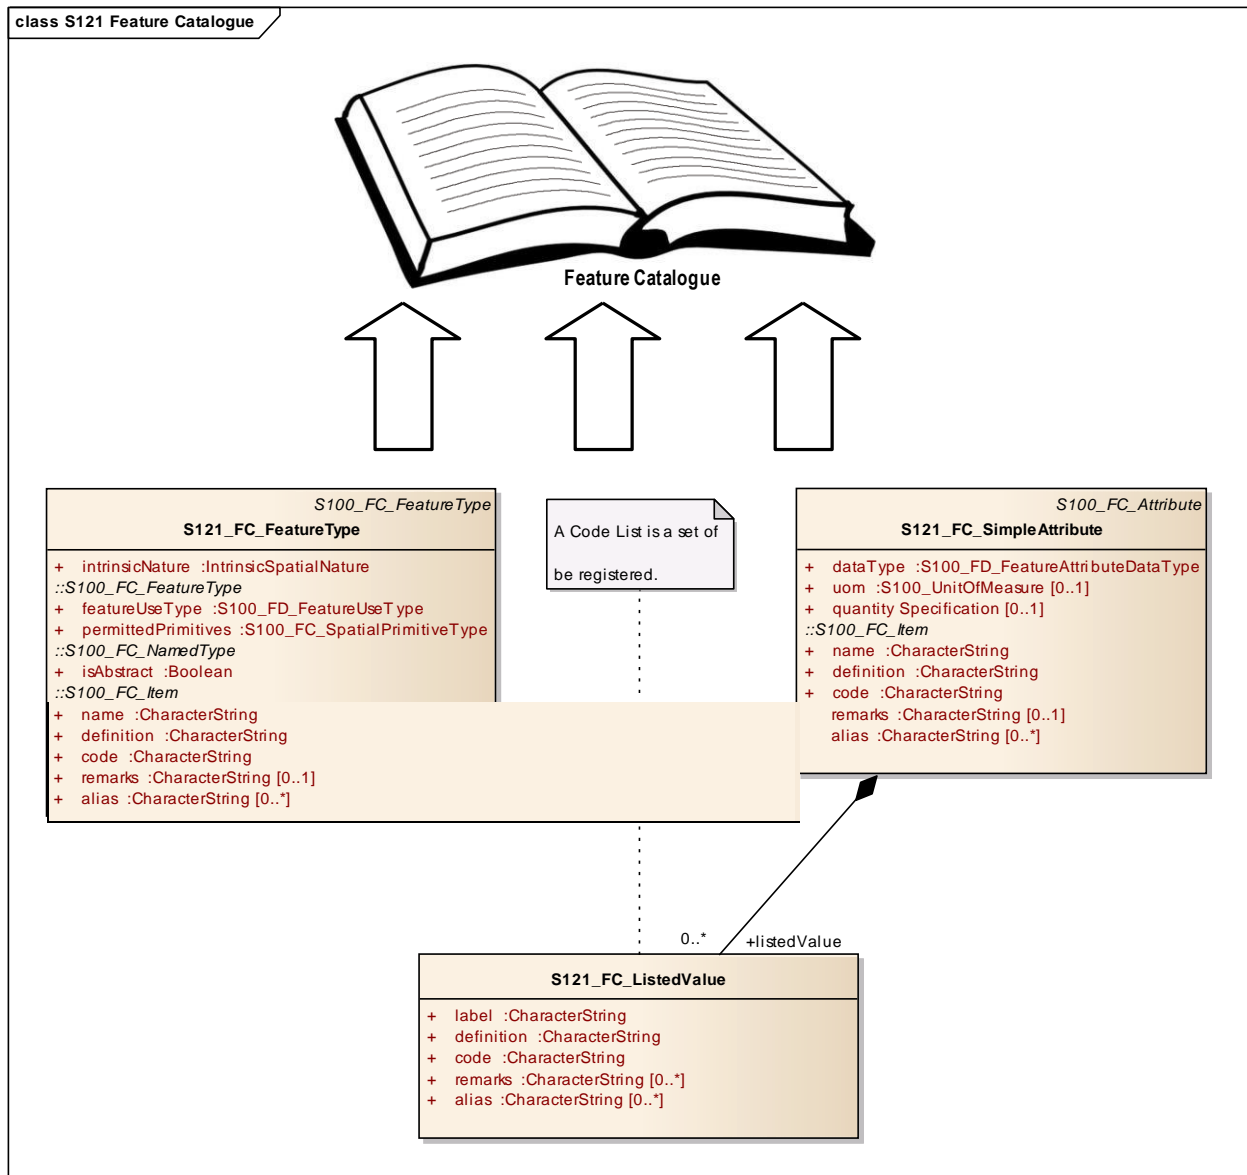 class S121 Feature Catalogue
Feature Catalogue
S100_FC_FeatureType
S121_FC_FeatureType
+ intrinsicNature :IntrinsicSpatialNature
::S100_FC_FeatureType
+ featureUseType :S100_FD_FeatureUseType
+ permittedPrimitives :S100_FC_SpatialPrimitiveType
::S100_FC_NamedType
+ isAbstract :Boolean
::S100_FC_Item
+ name :CharacterString
+ definition :CharacterString
+ code :CharacterString
+ remarks :CharacterString [0..1]
+ alias :CharacterString [0..*]
A Code List is a set of
be registered.
S100_FC_Attribute
S121_FC_SimpleAttribute
+ dataType :S100_FD_FeatureAttributeDataType
+ uom :S100_UnitOfMeasure [0..1]
+ quantity Specification [0..1]
::S100_FC_Item
+ name :CharacterString
+ definition :CharacterString
+ code :CharacterString
remarks :CharacterString [0..1]
alias :CharacterString [0..*]
0..* +listedValue
S121_FC_ListedValue
+ label :CharacterString
+ definition :CharacterString
+ code :CharacterString
+ remarks :CharacterString [0..*]
+ alias :CharacterString [0..*]